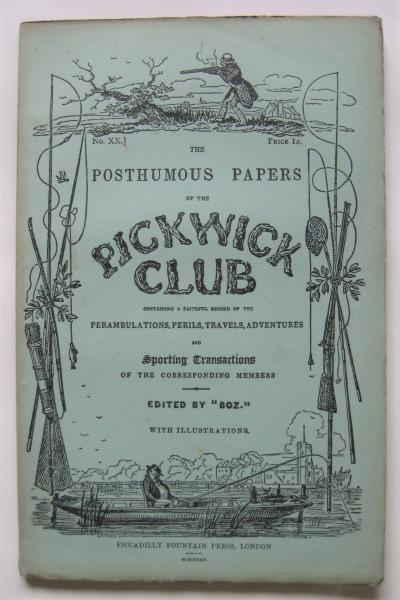 No. XX.]
PRICE 1s.
THE
POSTHUMOUS PAPERS
OF THE
PICKWICK
CLUB
CONTAINING A FAITHFUL RECORD OF THE
PERAMBULATIONS, PERILS, TRAVELS, ADVENTURES
AND
Sporting Transactions
OF THE CORRESPONDING MEMBERS
EDITED BY "BOZ."
WITH ILLUSTRATIONS.
PICCADILLY FOUNTAIN PRESS, LONDON